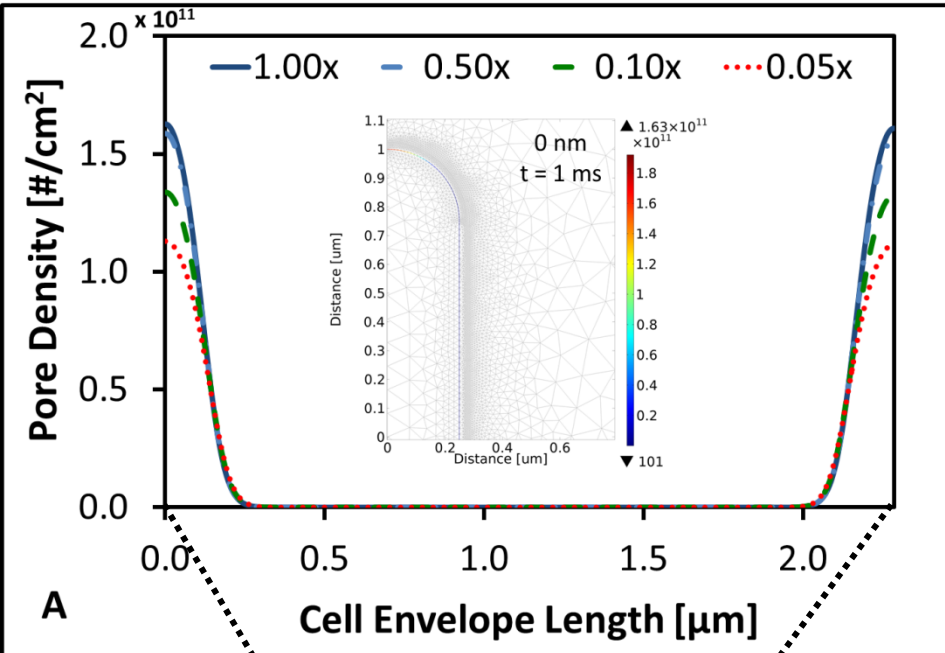 x 10¹¹
2.0
1.5
1.0
0.5
0.0
Pore Density [#/cm²]
1.00x 0.50x 0.10x 0.05x
1.1
1
0.9
0.8
0.7
0.6
0.5
0.4
0.3
0.2
0.1
0
Distance [um]
0 nm
t = 1 ms
0 0.2 0.4 0.6
Distance [um]
▲ 1.63×10¹¹
×10¹¹
1.8
1.6
1.4
1.2
1
0.8
0.6
0.4
0.2
▼ 101
0.0 0.5 1.0 1.5 2.0
A
Cell Envelope Length [µm]